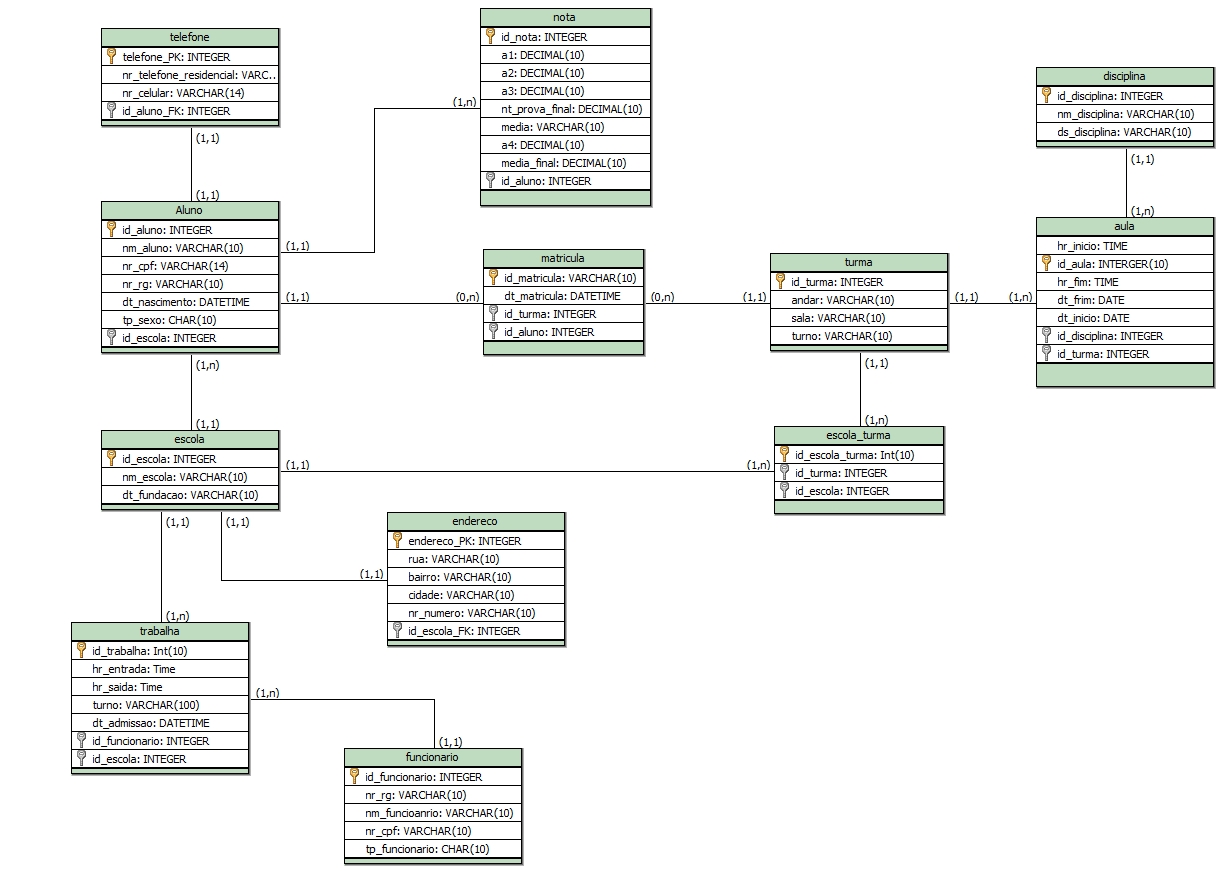 telefone
telefone_PK: INTEGER
nr_telefone_residencial: VARC..
nr_celular: VARCHAR(14)
id_aluno_FK: INTEGER
(1,1)
(1,1)
nota
id_nota: INTEGER
a1: DECIMAL(10)
a2: DECIMAL(10)
a3: DECIMAL(10)
nt_prova_final: DECIMAL(10)
media: VARCHAR(10)
a4: DECIMAL(10)
media_final: DECIMAL(10)
id_aluno: INTEGER
(1,n)
disciplina
id_disciplina: INTEGER
nm_disciplina: VARCHAR(10)
ds_disciplina: VARCHAR(10)
(1,1)
(1,n)
Aluno
id_aluno: INTEGER
nm_aluno: VARCHAR(10)
nr_cpf: VARCHAR(14)
nr_rg: VARCHAR(10)
dt_nascimento: DATETIME
tp_sexo: CHAR(10)
id_escola: INTEGER
(1,1)
(1,1)
(0,n)
matricula
id_matricula: VARCHAR(10)
dt_matricula: DATETIME
id_turma: INTEGER
id_aluno: INTEGER
(0,n)
(1,1)
turma
id_turma: INTEGER
andar: VARCHAR(10)
sala: VARCHAR(10)
turno: VARCHAR(10)
(1,1)
(1,n)
aula
hr_inicio: TIME
id_aula: INTERGER(10)
hr_fim: TIME
dt_frim: DATE
dt_inicio: DATE
id_disciplina: INTEGER
id_turma: INTEGER
(1,n)
(1,1)
(1,1)
(1,n)
escola
id_escola: INTEGER
nm_escola: VARCHAR(10)
dt_fundacao: VARCHAR(10)
(1,1)
(1,n)
escola_turma
id_escola_turma: Int(10)
id_turma: INTEGER
id_escola: INTEGER
(1,1)
(1,1)
(1,1)
endereco
endereco_PK: INTEGER
rua: VARCHAR(10)
bairro: VARCHAR(10)
cidade: VARCHAR(10)
nr_numero: VARCHAR(10)
id_escola_FK: INTEGER
(1,n)
trabalha
id_trabalha: Int(10)
hr_entrada: Time
hr_saida: Time
turno: VARCHAR(100)
dt_admissao: DATETIME
id_funcionario: INTEGER
id_escola: INTEGER
(1,n)
(1,1)
funcionario
id_funcionario: INTEGER
nr_rg: VARCHAR(10)
nm_funcioanrio: VARCHAR(10)
nr_cpf: VARCHAR(10)
tp_funcionario: CHAR(10)